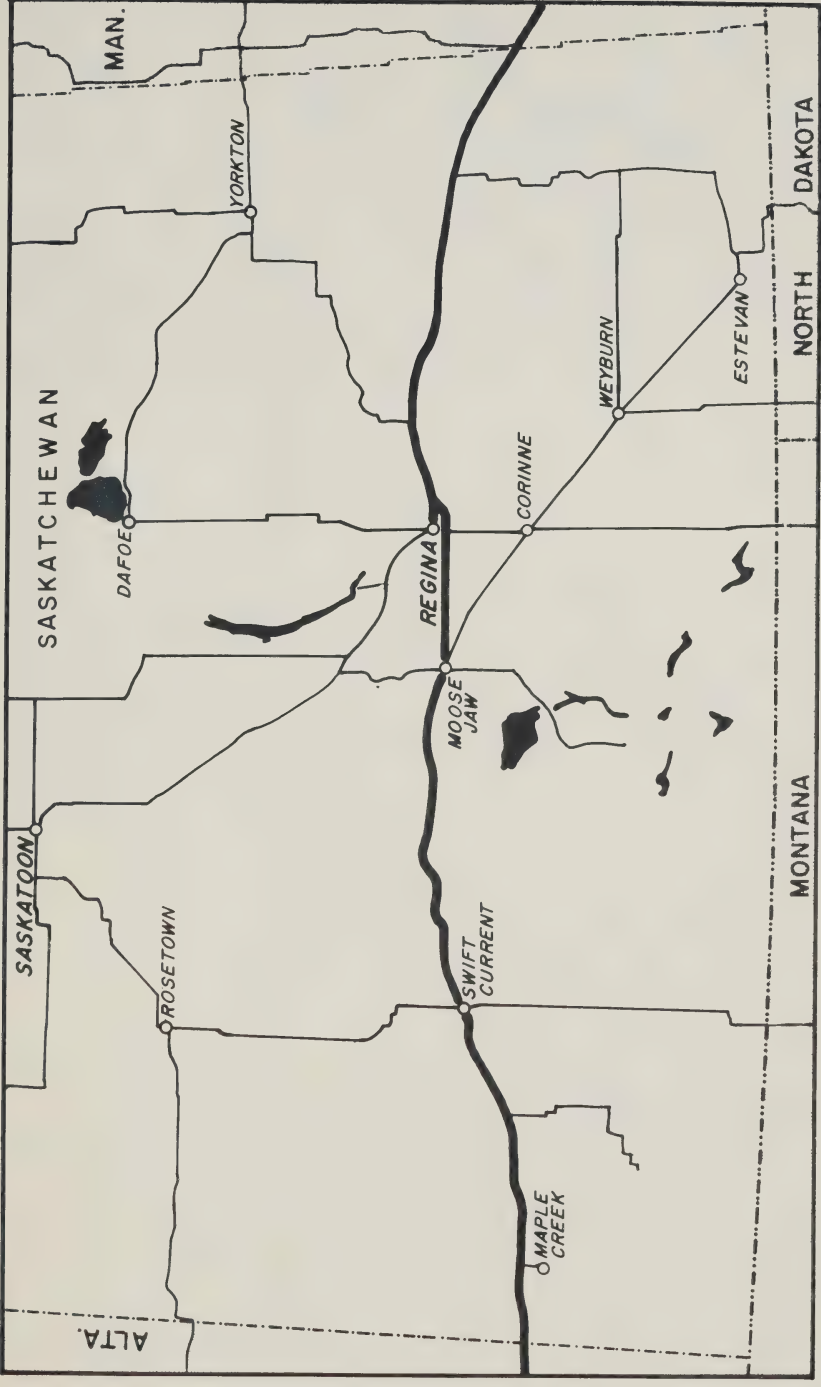 SASKATCHEWAN
MAN.
SASKATOON
DAFOE
YORKTON
ROSETOWN
REGINA
MOOSE
JAW
CORINNE
SWIFT
CURRENT
WEYBURN
MAPLE
CREEK
ESTEVAN
ALTA.
MONTANA
NORTH DAKOTA